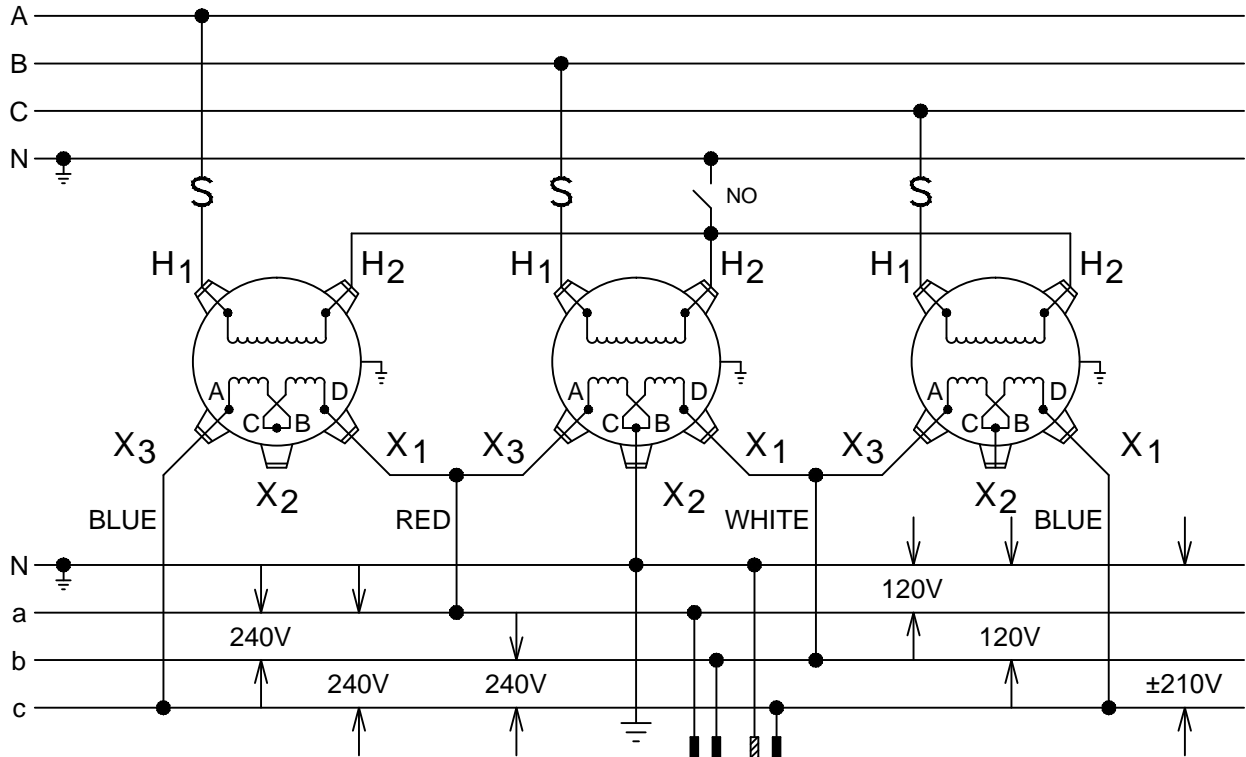 A
B
C
N
S S S
NO
H1 H2 H1 H2 H1 H2
A D A D A D
C B C B C B
X3 X1 X3 X1 X3 X1
X2 X2 X2
BLUE RED WHITE BLUE
N
120V
a
240V 120V
b
240V 240V ±210V
c